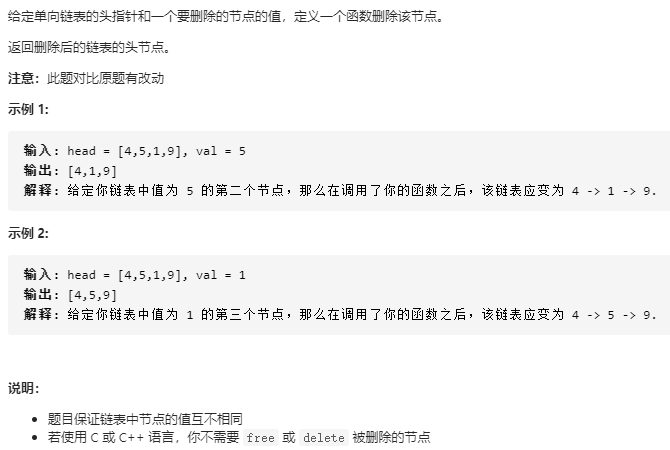 给定单向链表的头指针和一个要删除的节点的值，定义一个函数删除该节点。
返回删除后的链表的头节点。
注意：此题对比原题有改动
示例 1:
输入: head = [4,5,1,9], val = 5
输出: [4,1,9]
解释: 给定你链表中值为 5 的第二个节点，那么在调用了你的函数之后，该链表应变为 4 -> 1 -> 9.
示例 2:
输入: head = [4,5,1,9], val = 1
输出: [4,5,9]
解释: 给定你链表中值为 1 的第三个节点，那么在调用了你的函数之后，该链表应变为 4 -> 5 -> 9.
说明：
• 题目保证链表中节点的值互不相同
• 若使用 C 或 C++ 语言，你不需要 free 或 delete 被删除的节点